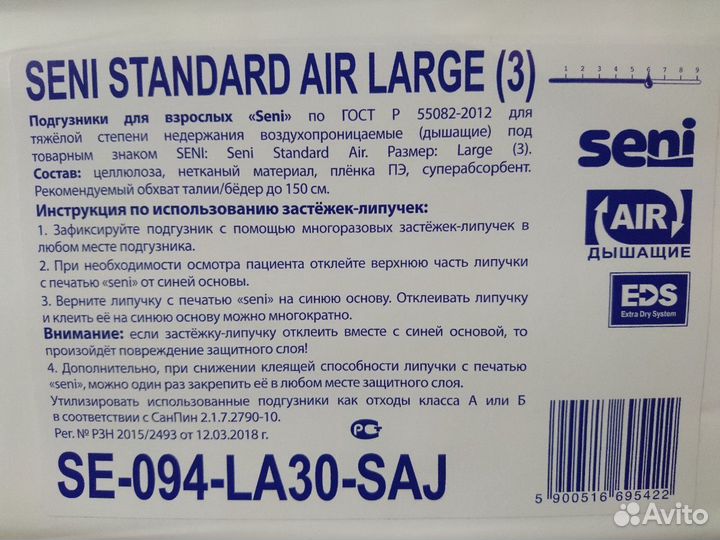 SENI STANDARD AIR LARGE (3)
1 2 3 4 5 6 7 8 9
Подгузники для взрослых «Seni» по ГОСТ Р 55082-2012 для
тяжёлой степени недержания воздухопроницаемые (дышащие) под
товарным знаком SENI: Seni Standard Air. Размер: Large (3).
Состав: целлюлоза, нетканый материал, плёнка ПЭ, суперабсорбент.
Рекомендуемый обхват талии/бёдер до 150 см.
seni
AIR
ДЫШАЩИЕ
EDS
Extra Dry System
Инструкция по использованию застёжек-липучек:
1. Зафиксируйте подгузник с помощью многоразовых застёжек-липучек в
любом месте подгузника.
2. При необходимости осмотра пациента отклейте верхнюю часть липучки
с печатью «seni» от синей основы.
3. Верните липучку с печатью «seni» на синюю основу. Отклеивать липучку
и клеить её на синюю основу можно многократно.
Внимание: если застёжку-липучку отклеить вместе с синей основой, то
произойдёт повреждение защитного слоя!
4. Дополнительно, при снижении клеящей способности липучки с печатью
«seni», можно один раз закрепить её в любом месте защитного слоя.
Утилизировать использованные подгузники как отходы класса А или Б
в соответствии с СанПин 2.1.7.2790-10.
Рег. № РЗН 2015/2493 от 12.03.2018 г.
SE-094-LA30-SAJ
5 900516 695422
Avito